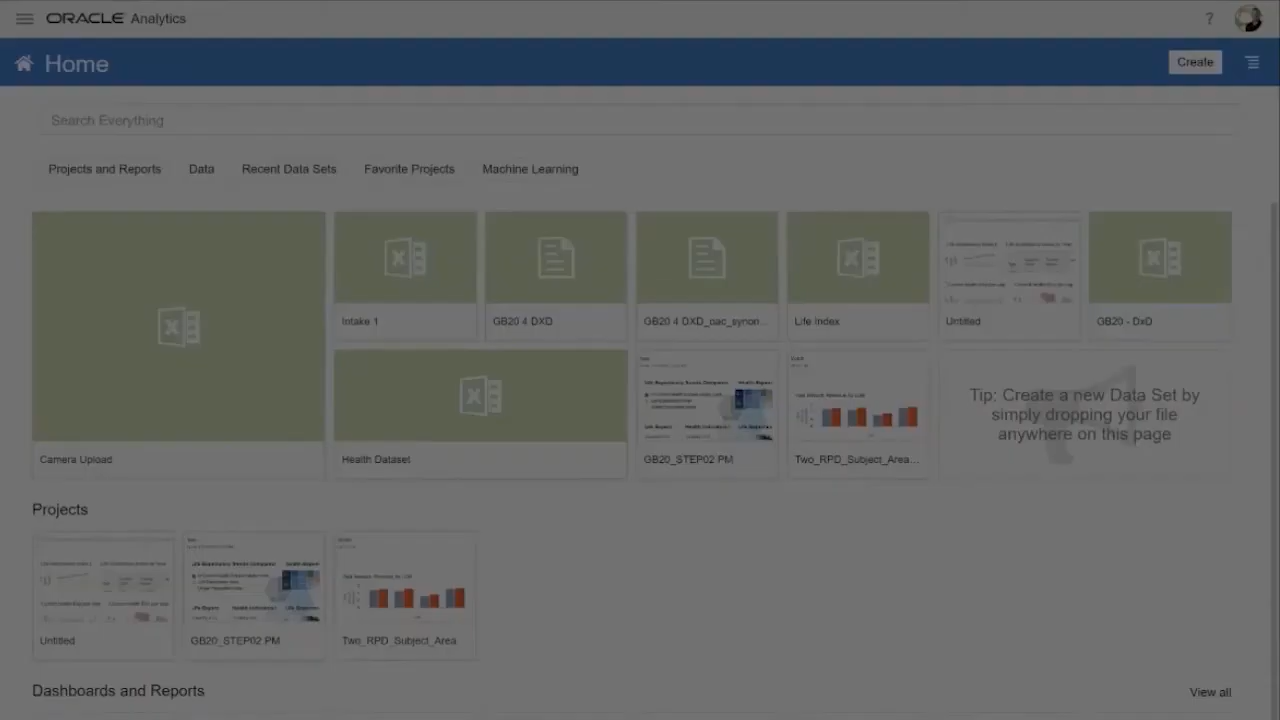 ORACLE Analytics
?
Home
Create
Search Everything
Projects and Reports
Data
Recent Data Sets
Favorite Projects
Machine Learning
Camera Upload
Intake 1
GB20 4 DXD
GB20 4 DXD_oac_synon...
Life Index
Untitled
GB20 - DxD
Health Dataset
GB20_STEP02 PM
Two_RPD_Subject_Area...
Tip: Create a new Data Set by
simply dropping your file
anywhere on this page
Projects
Untitled
GB20_STEP02 PM
Two_RPD_Subject_Area
Dashboards and Reports
View all